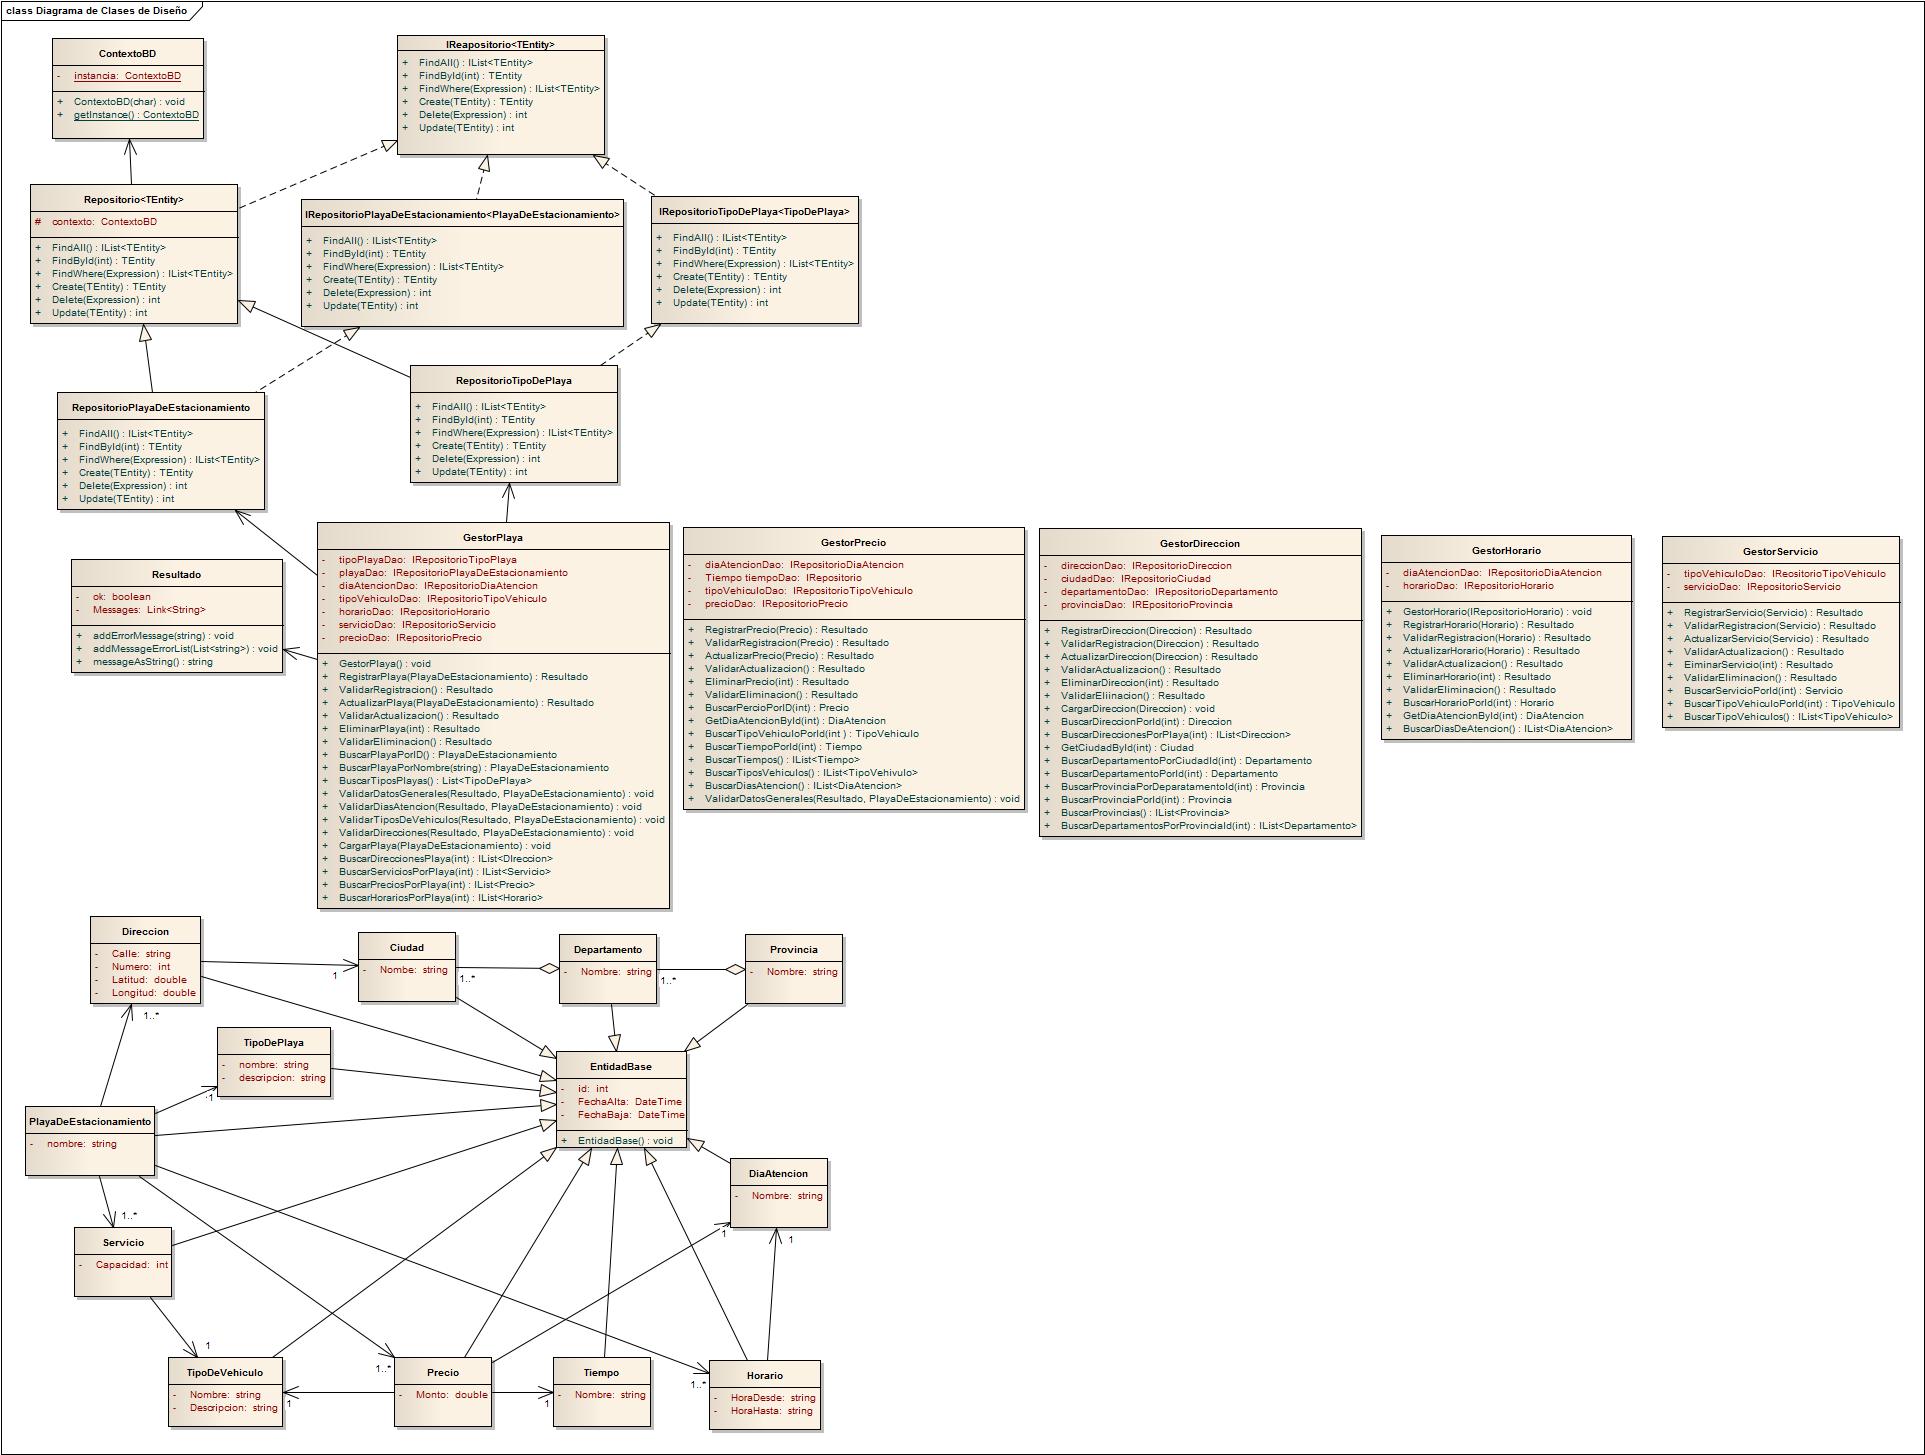 class Diagrama de Clases de Diseño
ContextoBD
- instancia: ContextoBD
+ ContextoBD(char) : void
+ getInstance() : ContextoBD
IReapositorio<TEntity>
+ FindAll() : IList<TEntity>
+ FindById(int) : TEntity
+ FindWhere(Expression) : IList<TEntity>
+ Create(TEntity) : TEntity
+ Delete(Expression) : int
+ Update(TEntity) : int
Repositorio<TEntity>
# contexto: ContextoBD
+ FindAll() : IList<TEntity>
+ FindById(int) : TEntity
+ FindWhere(Expression) : IList<TEntity>
+ Create(TEntity) : TEntity
+ Delete(Expression) : int
+ Update(TEntity) : int
IRepositorioPlayaDeEstacionamiento<PlayaDeEstacionamiento>
+ FindAll() : IList<TEntity>
+ FindById(int) : TEntity
+ FindWhere(Expression) : IList<TEntity>
+ Create(TEntity) : TEntity
+ Delete(Expression) : int
+ Update(TEntity) : int
IRepositorioTipoDePlaya<TipoDePlaya>
+ FindAll() : IList<TEntity>
+ FindById(int) : TEntity
+ FindWhere(Expression) : IList<TEntity>
+ Create(TEntity) : TEntity
+ Delete(Expression) : int
+ Update(TEntity) : int
RepositorioPlayaDeEstacionamiento
+ FindAll() : IList<TEntity>
+ FindById(int) : TEntity
+ FindWhere(Expression) : IList<TEntity>
+ Create(TEntity) : TEntity
+ Delete(Expression) : int
+ Update(TEntity) : int
RepositorioTipoDePlaya
+ FindAll() : IList<TEntity>
+ FindById(int) : TEntity
+ FindWhere(Expression) : IList<TEntity>
+ Create(TEntity) : TEntity
+ Delete(Expression) : int
+ Update(TEntity) : int
Resultado
- ok: boolean
- Messages: Link<String>
+ addErrorMessage(string) : void
+ addMessageErrorList(List<string>) : void
+ messageAsString() : string
GestorPlaya
- tipoPlayaDao: IRepositorioTipoPlaya
- playaDao: IRepositorioPlayaDeEstacionamiento
- diaAtencionDao: IRepositorioDiaAtencion
- tipoVehiculoDao: IRepositorioTipoVehiculo
- horarioDao: IRepositorioHorario
- servicioDao: IRepositorioServicio
- precioDao: IRepositorioPrecio
+ GestorPlaya() : void
+ RegistrarPlaya(PlayaDeEstacionamiento) : Resultado
+ ValidarRegistracion() : Resultado
+ ActualizarPlaya(PlayaDeEstacionamiento) : Resultado
+ ValidarActualizacion() : Resultado
+ EliminarPlaya(int) : Resultado
+ ValidarEliminacion() : Resultado
+ BuscarPlayaPorID() : PlayaDeEstacionamiento
+ BuscarPlayaPorNombre(string) : PlayaDeEstacionamiento
+ BuscarTiposPlayas() : List<TipoDePlaya>
+ ValidarDatosGenerales(Resultado, PlayaDeEstacionamiento) : void
+ ValidarDiasAtencion(Resultado, PlayaDeEstacionamiento) : void
+ ValidarTiposDeVehiculos(Resultado, PlayaDeEstacionamiento) : void
+ ValidarDirecciones(Resultado, PlayaDeEstacionamiento) : void
+ CargarPlaya(PlayaDeEstacionamiento) : void
+ BuscarDireccionesPlaya(int) : IList<DIreccion>
+ BuscarServiciosPorPlaya(int) : IList<Servicio>
+ BuscarPreciosPorPlaya(int) : IList<Precio>
+ BuscarHorariosPorPlaya(int) : IList<Horario>
GestorPrecio
- diaAtencionDao: IRepositorioDiaAtencion
- Tiempo tiempoDao: IRepositorio
- tipoVehiculoDao: IRepositorioTipoVehiculo
- precioDao: IRepositorioPrecio
+ RegistrarPrecio(Precio) : Resultado
+ ValidarRegistracion(Precio) : Resultado
+ ActualizarPrecio(Precio) : Resultado
+ ValidarActualizacion() : Resultado
+ EliminarPrecio(int) : Resultado
+ ValidarEliminacion() : Resultado
+ BuscarPercioPorID(int) : Precio
+ GetDiaAtencionById(int) : DiaAtencion
+ BuscarTipoVehiculoPorId(int ) : TipoVehiculo
+ BuscarTiempoPorId(int) : Tiempo
+ BuscarTiempos() : IList<Tiempo>
+ BuscarTiposVehiculos() : IList<TipoVehivulo>
+ BuscarDiasAtencion() : IList<DiaAtencion>
+ ValidarDatosGenerales(Resultado, PlayaDeEstacionamiento) : void
GestorDireccion
- direccionDao: IRepositorioDireccion
- ciudadDao: IRepositorioCiudad
- departamentoDao: IRepositorioDepartamento
- provinciaDao: IREpositorioProvincia
+ RegistrarDireccion(Direccion) : Resultado
+ ValidarRegistracion(Direccion) : Resultado
+ ActualizarDireccion(Direccion) : Resultado
+ ValidarActualizacion() : Resultado
+ EliminarDireccion(int) : Resultado
+ ValidarEliinacion() : Resultado
+ CargarDireccion(Direccion) : void
+ BuscarDireccionPorId(int) : Direccion
+ BuscarDireccionesPorPlaya(int) : IList<Direccion>
+ GetCiudadById(int) : Ciudad
+ BuscarDepartamentoPorCiudadId(int) : Departamento
+ BuscarDepartamentoPorId(int) : Departamento
+ BuscarProvinciaPorDeparatamentoId(int) : Provincia
+ BuscarProvinciaPorId(int) : Provincia
+ BuscarProvincias() : IList<Provincia>
+ BuscarDepartamentosPorProvinciaId(int) : IList<Departamento>
GestorHorario
- diaAtencionDao: IRepositorioDiaAtencion
- horarioDao: IRepositorioHorario
+ GestorHorario(IRepositorioHorario) : void
+ RegistrarHorario(Horario) : Resultado
+ ValidarRegistracion(Horario) : Resultado
+ ActualizarHorario(Horario) : Resultado
+ ValidarActualizacion() : Resultado
+ EliminarHorario(int) : Resultado
+ ValidarEliminacion() : Resultado
+ BuscarHorarioPorId(int) : Horario
+ GetDiaAtencionById(int) : DiaAtencion
+ BuscarDiasDeAtencion() : IList<DiaAtencion>
GestorServicio
- tipoVehiculoDao: IReositorioTipoVehiculo
- servicioDao: IRepositorioServicio
+ RegistrarServicio(Servicio) : Resultado
+ ValidarRegistracion(Servicio) : Resultado
+ ActualizarServicio(Servicio) : Resultado
+ ValidarActualizacion() : Resultado
+ EiminarServicio(int) : Resultado
+ ValidarEliminacion() : Resultado
+ BuscarServicioPorId(int) : Servicio
+ BuscarTipoVehiculoPorId(int) : TipoVehiculo
+ BuscarTipoVehiculos() : IList<TipoVehiculo>
Direccion
- Calle: string
- Numero: int
- Latitud: double
- Longitud: double
1
Ciudad
- Nombe: string
1..*
Departamento
- Nombre: string
1..*
Provincia
- Nombre: string
1..*
TipoDePlaya
- nombre: string
- descripcion: string
1
EntidadBase
- id: int
- FechaAlta: DateTime
- FechaBaja: DateTime
+ EntidadBase() : void
PlayaDeEstacionamiento
- nombre: string
DiaAtencion
- Nombre: string
1
1
1..*
Servicio
- Capacidad: int
1
TipoDeVehiculo
- Nombre: string
- Descripcion: string
1
1..*
Precio
- Monto: double
1
Tiempo
- Nombre: string
1..*
Horario
- HoraDesde: string
- HoraHasta: string